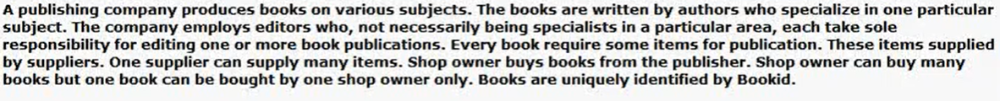 A publishing company produces books on various subjects. The books are written by authors who specialize in one particular
subject. The company employs editors who, not necessarily being specialists in a particular area, each take sole
responsibility for editing one or more book publications. Every book require some items for publication. These items supplied
by suppliers. One supplier can supply many items. Shop owner buys books from the publisher. Shop owner can buy many
books but one book can be bought by one shop owner only. Books are uniquely identified by Bookid.